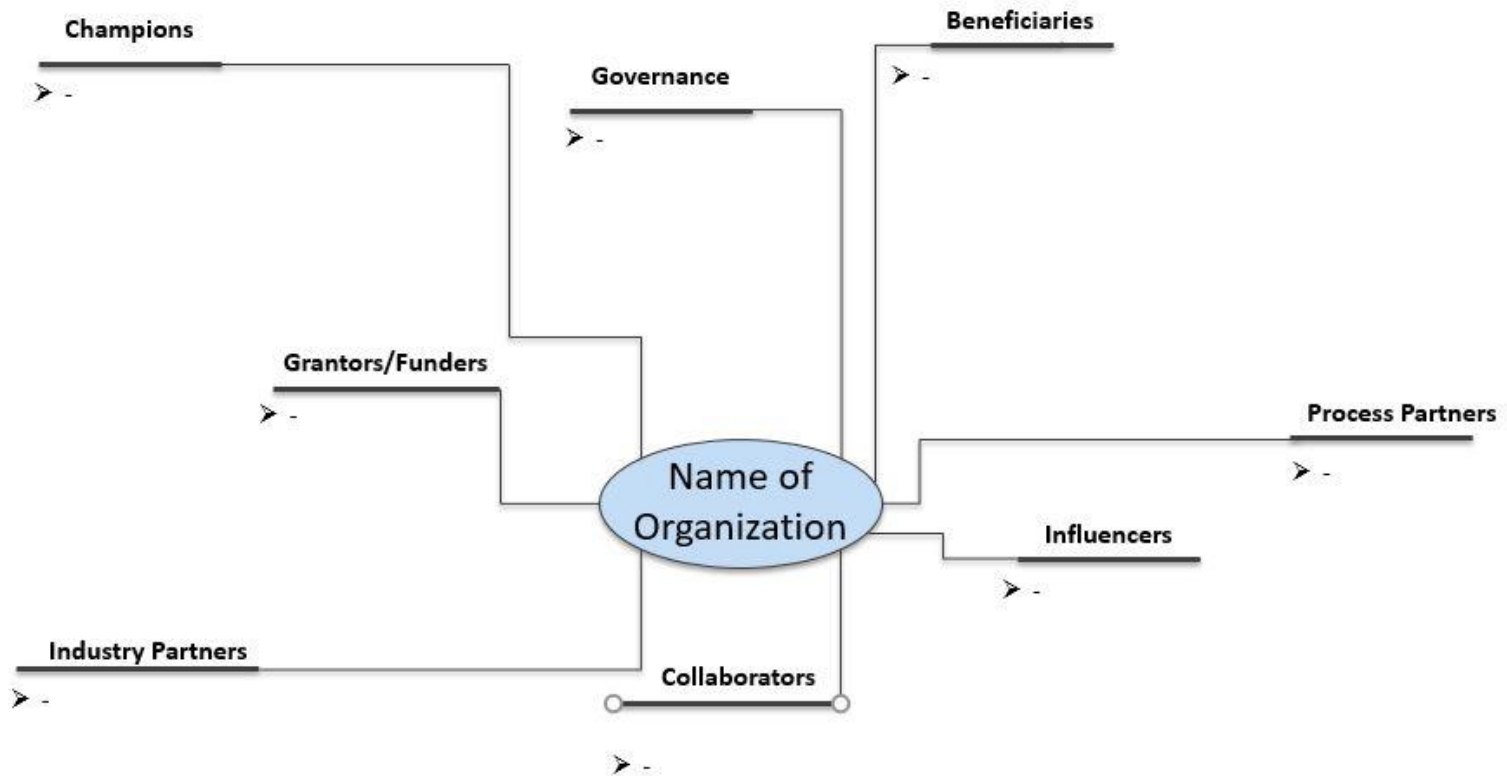 Champions
➤ -
Governance
➤ -
Beneficiaries
➤ -
Grantors/Funders
➤ -
Name of
Organization
Process Partners
➤ -
Influencers
➤ -
Industry Partners
➤ -
Collaborators
➤ -